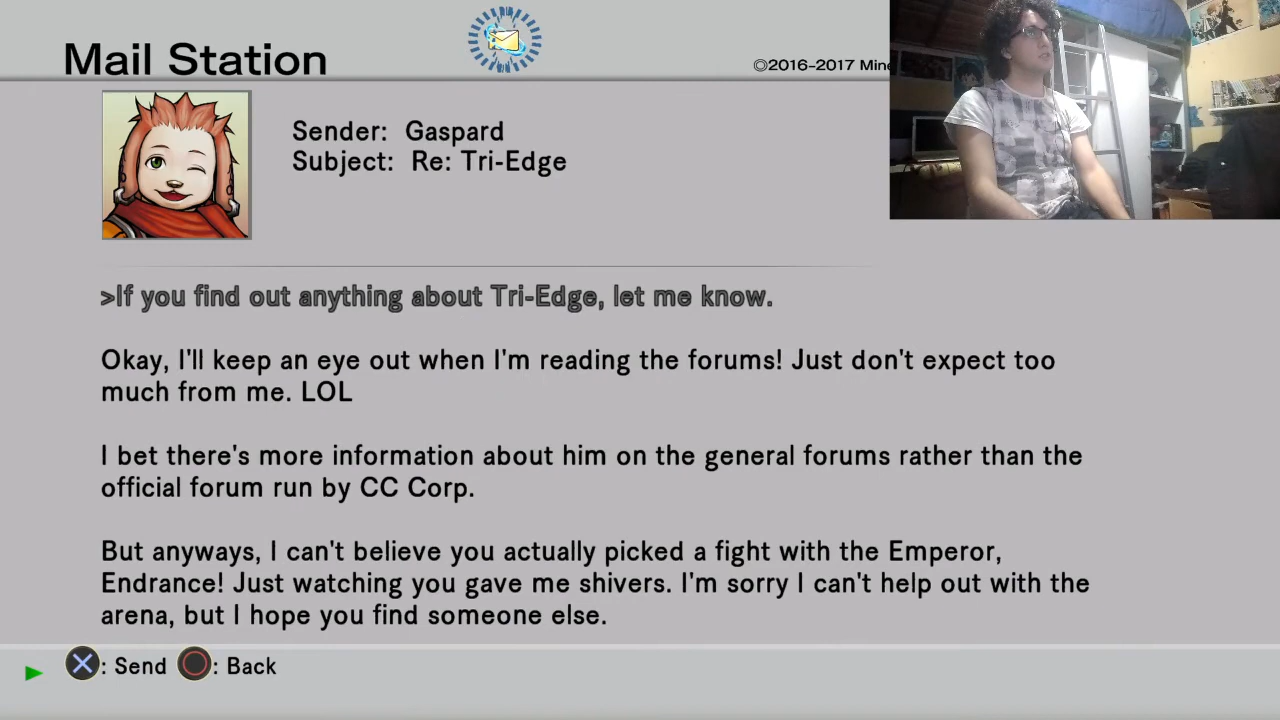 Mail Station
©2016-2017 Mind
Sender: Gaspard
Subject: Re: Tri-Edge
>If you find out anything about Tri-Edge, let me know.
Okay, I'll keep an eye out when I'm reading the forums! Just don't expect too
much from me. LOL
I bet there's more information about him on the general forums rather than the
official forum run by CC Corp.
But anyways, I can't believe you actually picked a fight with the Emperor,
Endrance! Just watching you gave me shivers. I'm sorry I can't help out with the
arena, but I hope you find someone else.
: Send : Back